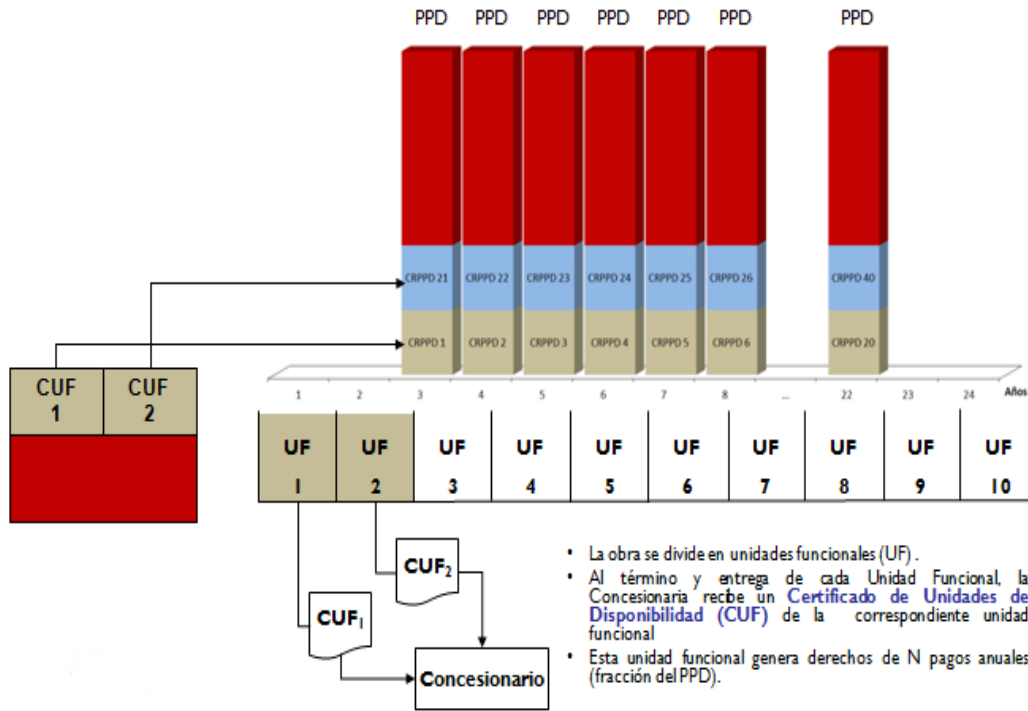 PPD PPD PPD PPD PPD PPD PPD
CRPPD 21 CRPPD 22 CRPPD 23 CRPPD 24 CRPPD 25 CRPPD 26 CRPPD 40
CRPPD 1 CRPPD 2 CRPPD 3 CRPPD 4 CRPPD 5 CRPPD 6 CRPPD 20
CUF CUF
1 2
1 2 3 4 5 6 7 8 ... 22 23 24 Años
UF UF UF UF UF UF UF UF UF UF
1 2 3 4 5 6 7 8 9 10
CUF2
CUF1
Concesionario
• La obra se divide en unidades funcionales (UF) .
• Al término y entrega de cada Unidad Funcional, la
Concesionaria recibe un Certificado de Unidades de
Disponibilidad (CUF) de la correspondiente unidad
funcional
• Esta unidad funcional genera derechos de N pagos anuales
(fracción del PPD).